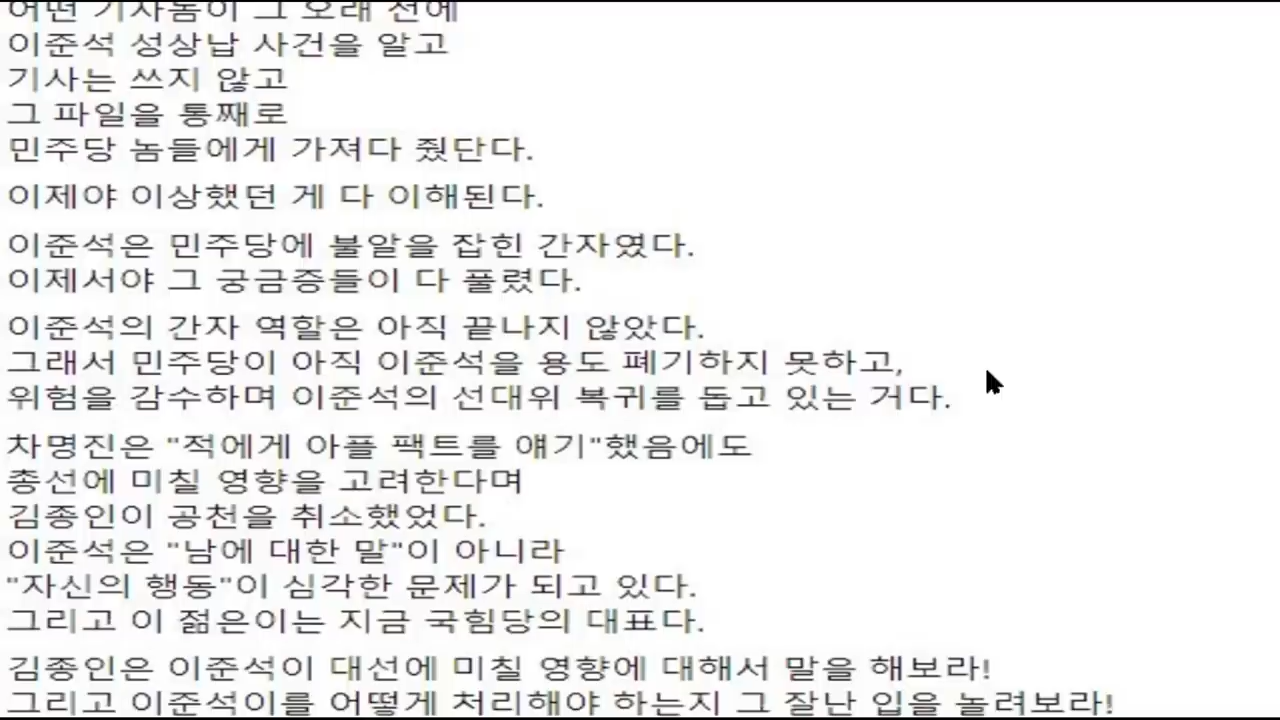 어떤 기자놈이 그 오래 전에
이준석 성상납 사건을 알고
기사는 쓰지 않고
그 파일을 통째로
민주당 놈들에게 가져다 줬단다.
이제야 이상했던 게 다 이해된다.
이준석은 민주당에 불알을 잡힌 간자였다.
이제서야 그 궁금증들이 다 풀렸다.
이준석의 간자 역할은 아직 끝나지 않았다.
그래서 민주당이 아직 이준석을 용도 폐기하지 못하고,
위험을 감수하며 이준석의 선대위 복귀를 돕고 있는 거다.
차명진은 "적에게 아플 팩트를 얘기"했음에도
총선에 미칠 영향을 고려한다며
김종인이 공천을 취소했었다.
이준석은 "남에 대한 말"이 아니라
"자신의 행동"이 심각한 문제가 되고 있다.
그리고 이 젊은이는 지금 국힘당의 대표다.
김종인은 이준석이 대선에 미칠 영향에 대해서 말을 해보라!
그리고 이준석이를 어떻게 처리해야 하는지 그 잘난 입을 놀려보라!